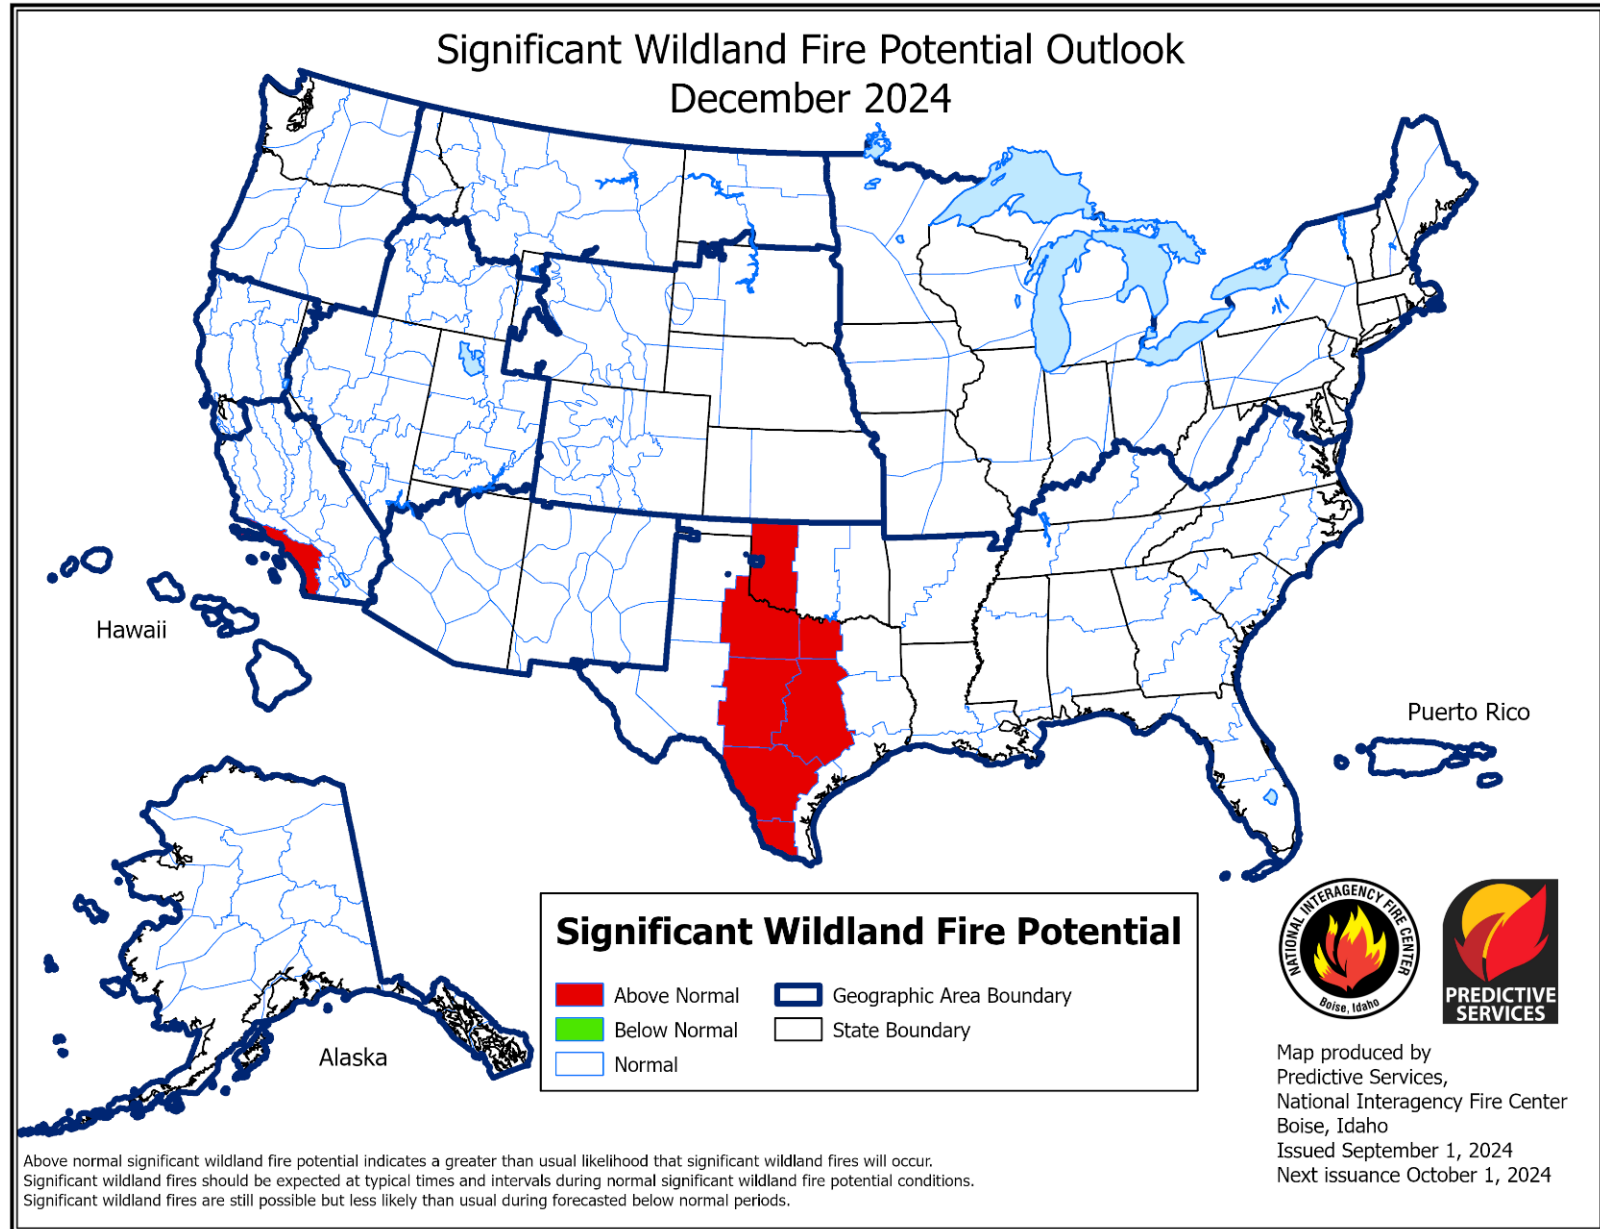 Significant Wildland Fire Potential Outlook
December 2024
Hawaii
Puerto Rico
Alaska
Significant Wildland Fire Potential
Above Normal
Below Normal
Normal
Geographic Area Boundary
State Boundary
NATIONAL INTERAGENCY FIRE CENTER
Boise, Idaho
PREDICTIVE
SERVICES
Map produced by
Predictive Services,
National Interagency Fire Center
Boise, Idaho
Issued September 1, 2024
Next issuance October 1, 2024
Above normal significant wildland fire potential indicates a greater than usual likelihood that significant wildland fires will occur.
Significant wildland fires should be expected at typical times and intervals during normal significant wildland fire potential conditions.
Significant wildland fires are still possible but less likely than usual during forecasted below normal periods.